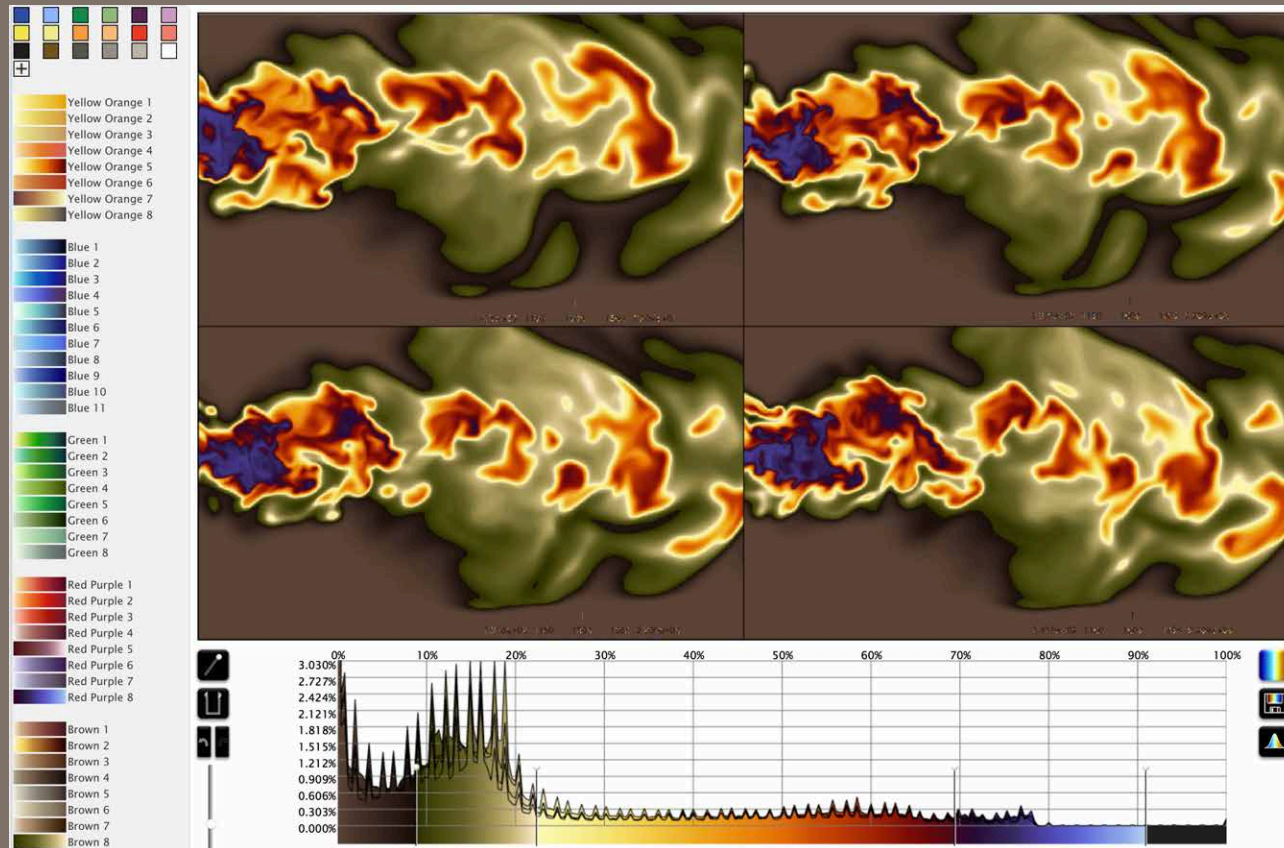 Yellow Orange 1
Yellow Orange 2
Yellow Orange 3
Yellow Orange 4
Yellow Orange 5
Yellow Orange 6
Yellow Orange 7
Yellow Orange 8
Blue 1
Blue 2
Blue 3
Blue 4
Blue 5
Blue 6
Blue 7
Blue 8
Blue 9
Blue 10
Blue 11
Green 1
Green 2
Green 3
Green 4
Green 5
Green 6
Green 7
Green 8
Red Purple 1
Red Purple 2
Red Purple 3
Red Purple 4
Red Purple 5
Red Purple 6
Red Purple 7
Red Purple 8
Brown 1
Brown 2
Brown 3
Brown 4
Brown 5
Brown 6
Brown 7
Brown 8
0% 10% 20% 30% 40% 50% 60% 70% 80% 90% 100%
3.030%
2.727%
2.424%
2.121%
1.818%
1.515%
1.212%
0.909%
0.606%
0.303%
0.000%